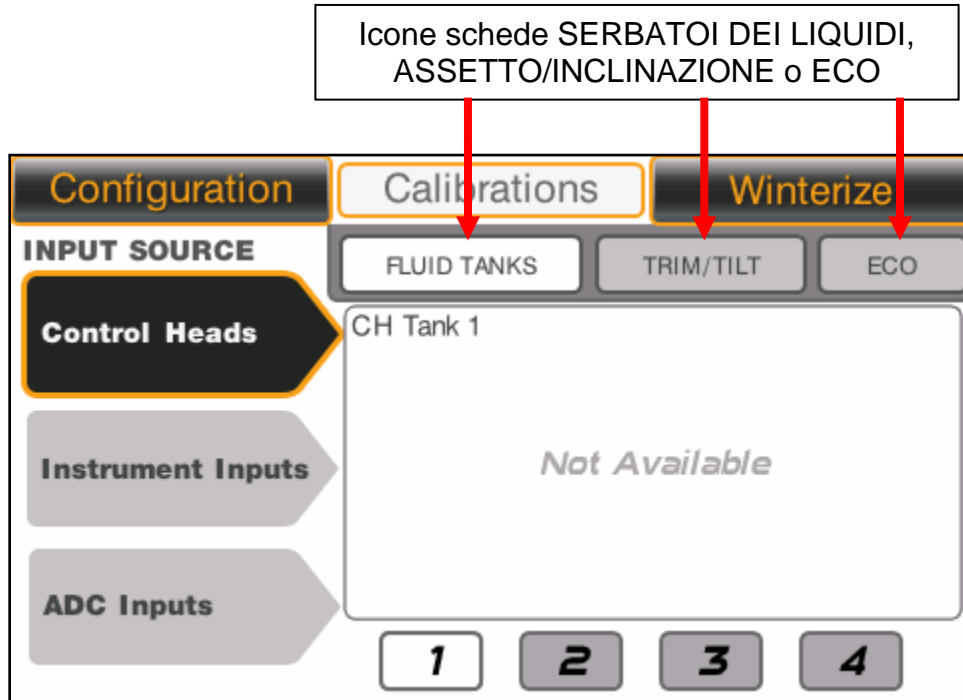 Icone schede SERBATOI DEI LIQUIDI,
ASSETTO/INCLINAZIONE o ECO
Configuration
Calibrations
Winterize
INPUT SOURCE
FLUID TANKS
TRIM/TILT
ECO
Control Heads
CH Tank 1
Instrument Inputs
Not Available
ADC Inputs
1 2 3 4